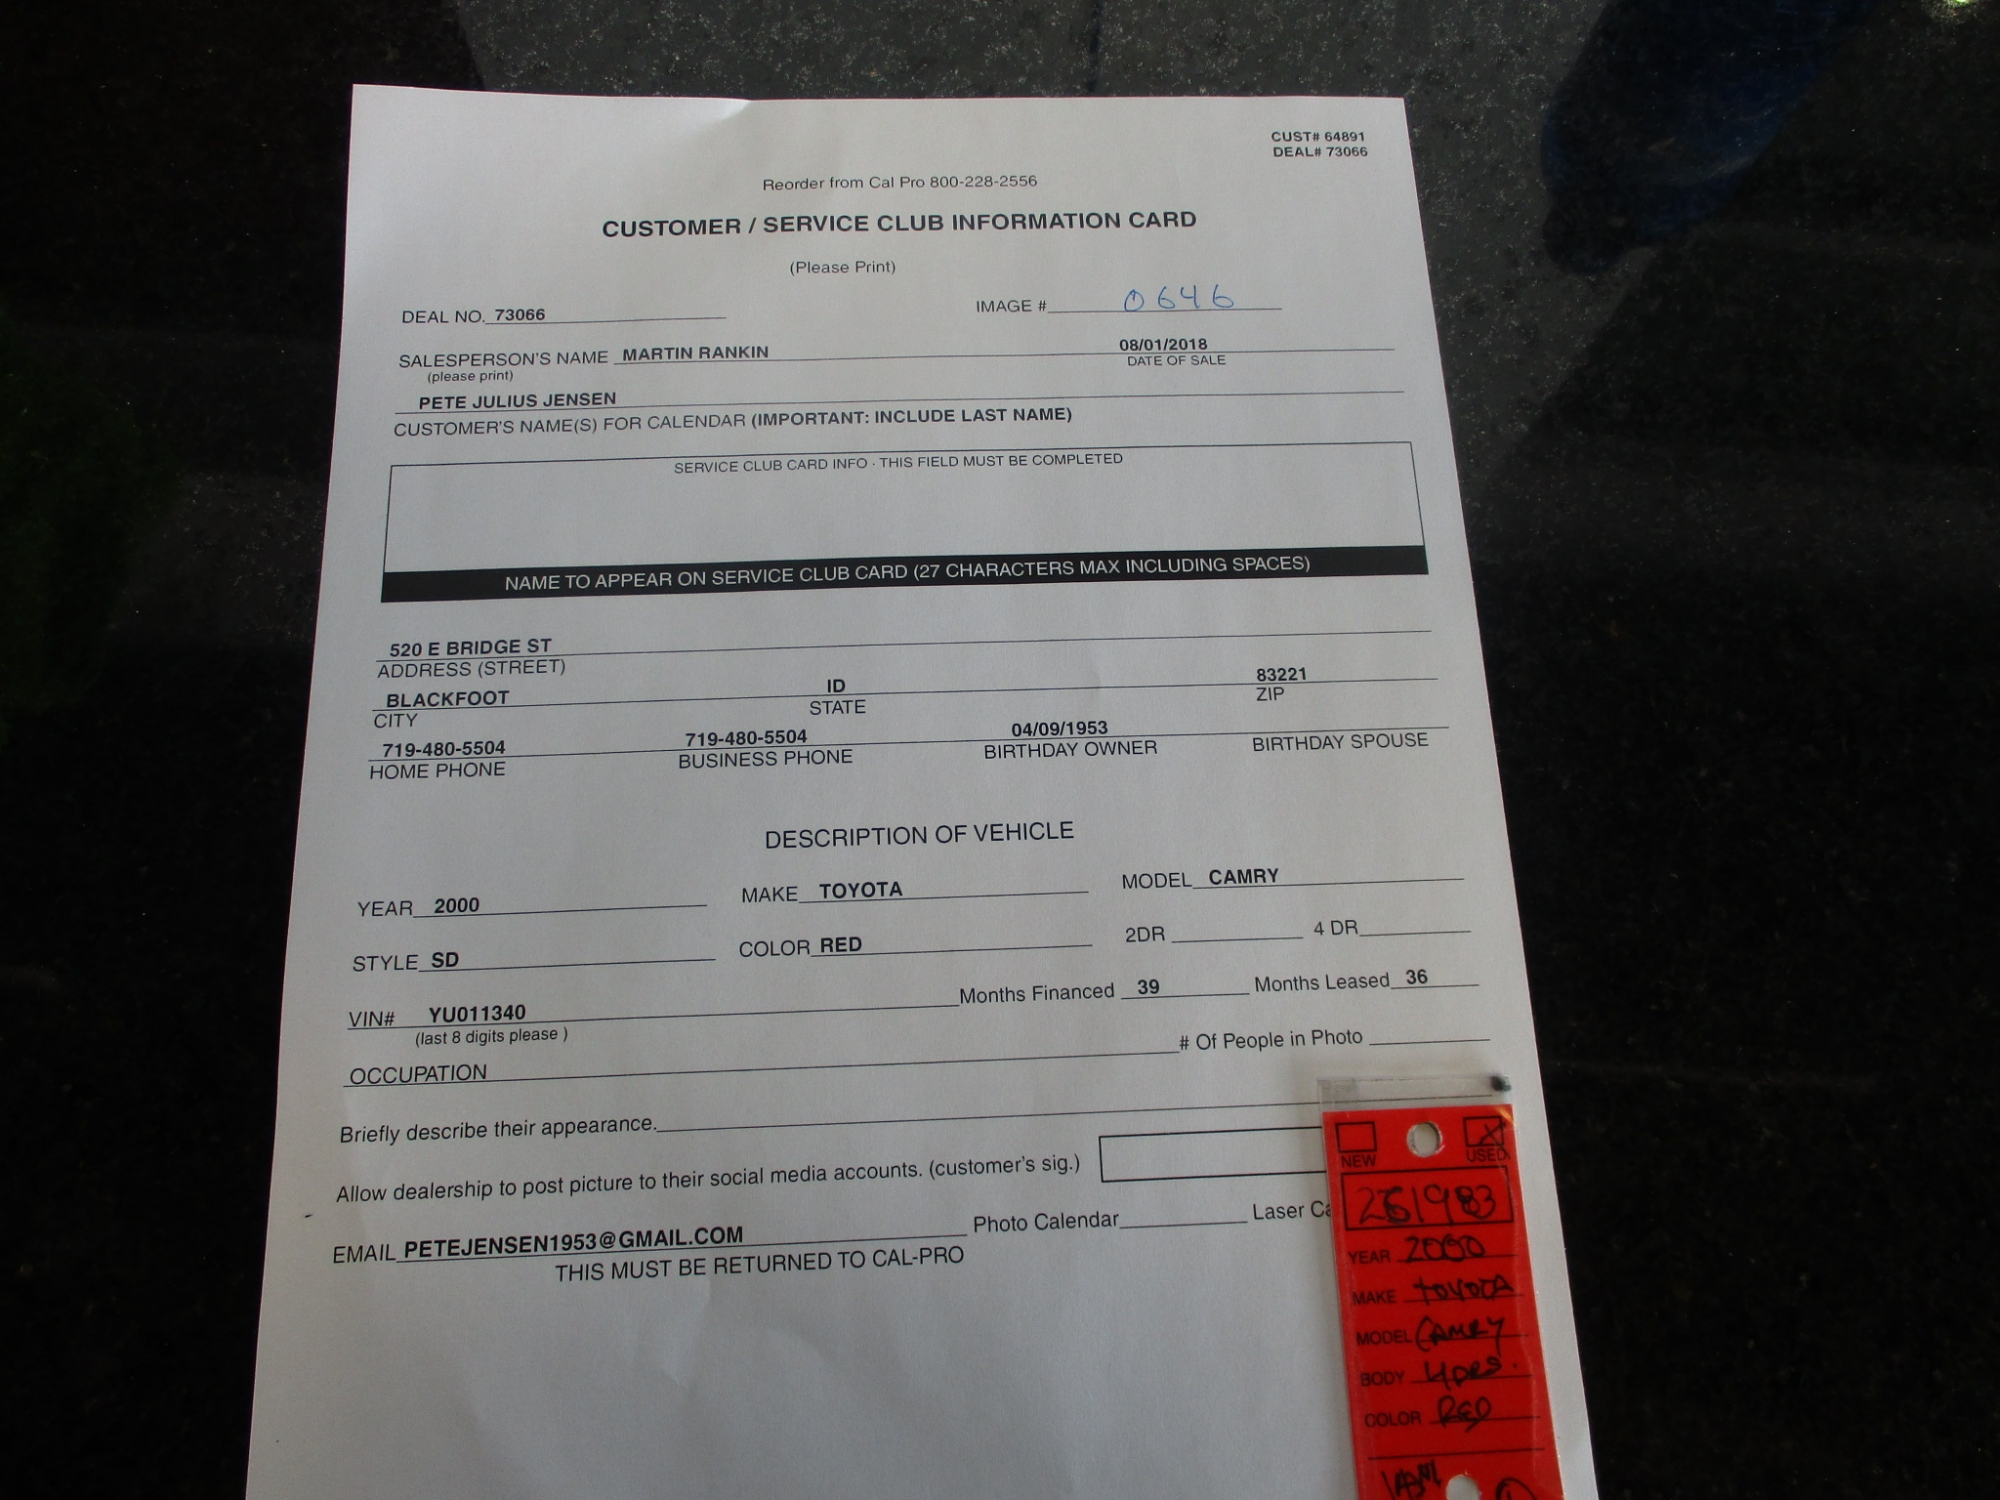 CUST# 64891
DEAL# 73066
Reorder from Cal Pro 800-228-2556
CUSTOMER / SERVICE CLUB INFORMATION CARD
(Please Print)
DEAL NO. 73066 IMAGE # 0646
SALESPERSON'S NAME MARTIN RANKIN 08/01/2018
(please print) DATE OF SALE
PETE JULIUS JENSEN
CUSTOMER'S NAME(S) FOR CALENDAR (IMPORTANT: INCLUDE LAST NAME)
SERVICE CLUB CARD INFO · THIS FIELD MUST BE COMPLETED
NAME TO APPEAR ON SERVICE CLUB CARD (27 CHARACTERS MAX INCLUDING SPACES)
520 E BRIDGE ST
ADDRESS (STREET)
BLACKFOOT ID 83221
CITY STATE ZIP
719-480-5504 719-480-5504 04/09/1953
HOME PHONE BUSINESS PHONE BIRTHDAY OWNER BIRTHDAY SPOUSE
DESCRIPTION OF VEHICLE
YEAR 2000 MAKE TOYOTA MODEL CAMRY
STYLE SD COLOR RED 2DR 4 DR
VIN# YU011340 Months Financed 39 Months Leased 36
(last 8 digits please )
OCCUPATION # Of People in Photo
Briefly describe their appearance.
Allow dealership to post picture to their social media accounts. (customer's sig.)
EMAIL PETEJENSEN1953@GMAIL.COM Photo Calendar Laser Ca
THIS MUST BE RETURNED TO CAL-PRO
NEW USED
YEAR 2000
MAKE TOYOTA
MODEL CAMRY
BODY 4DRS.
COLOR RED